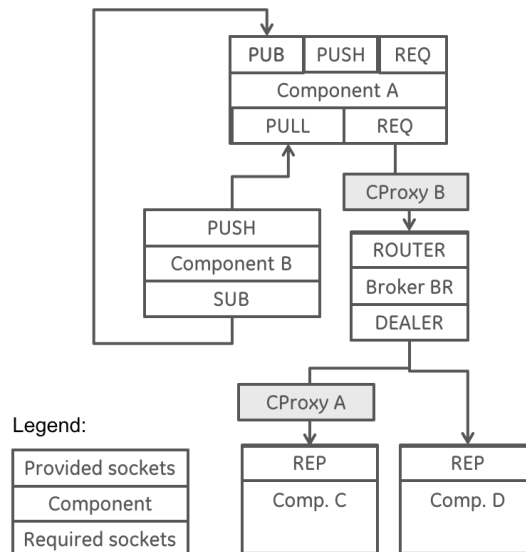 PUB PUSH REQ
Component A
PULL REQ
CProxy B
PUSH
Component B
SUB
ROUTER
Broker BR
DEALER
CProxy A
REP
Comp. C
REP
Comp. D
Legend:
Provided sockets
Component
Required sockets